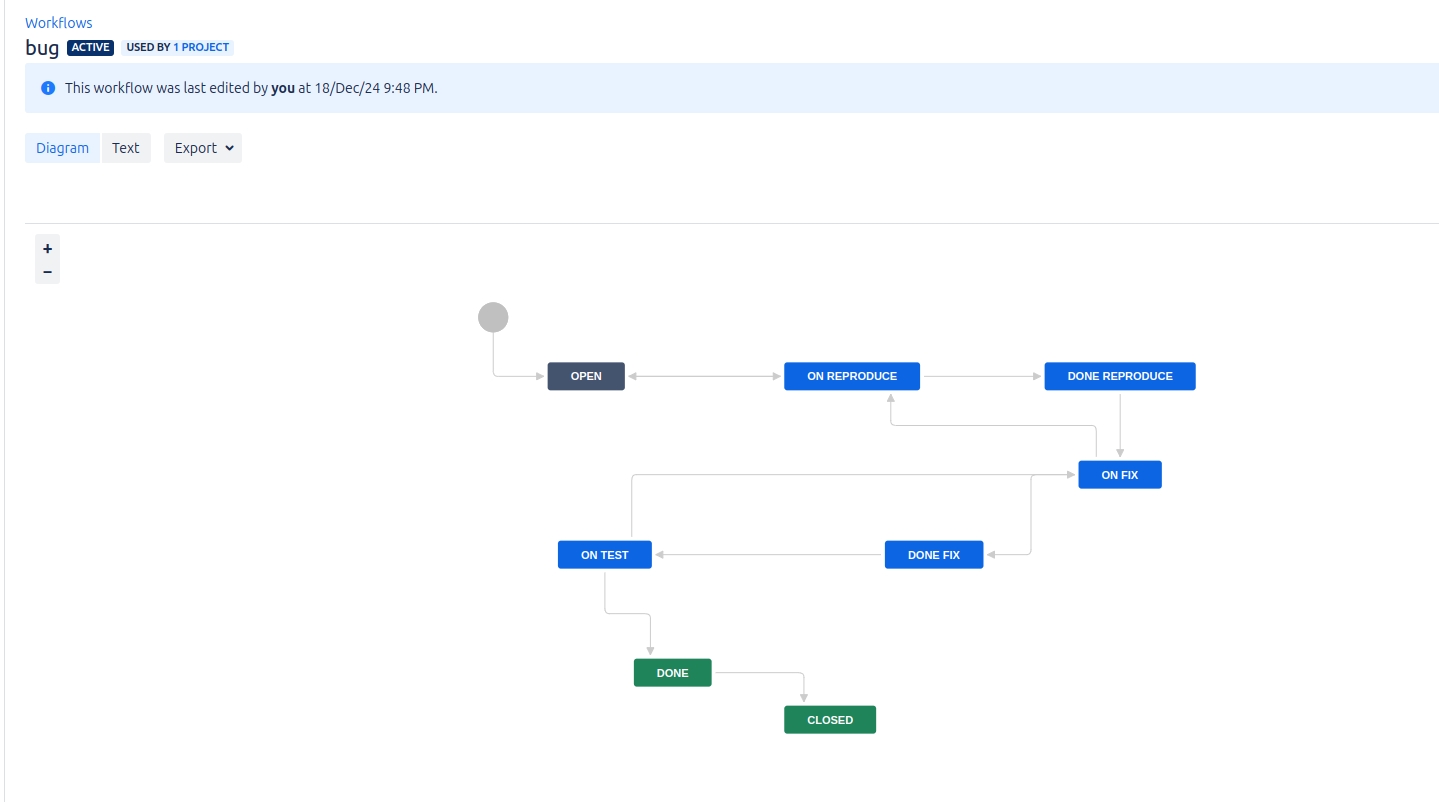 Workflows
bug ACTIVE USED BY 1 PROJECT
This workflow was last edited by you at 18/Dec/24 9:48 PM.
Diagram Text Export
+
−
OPEN ON REPRODUCE DONE REPRODUCE
ON FIX
ON TEST DONE FIX
DONE
CLOSED